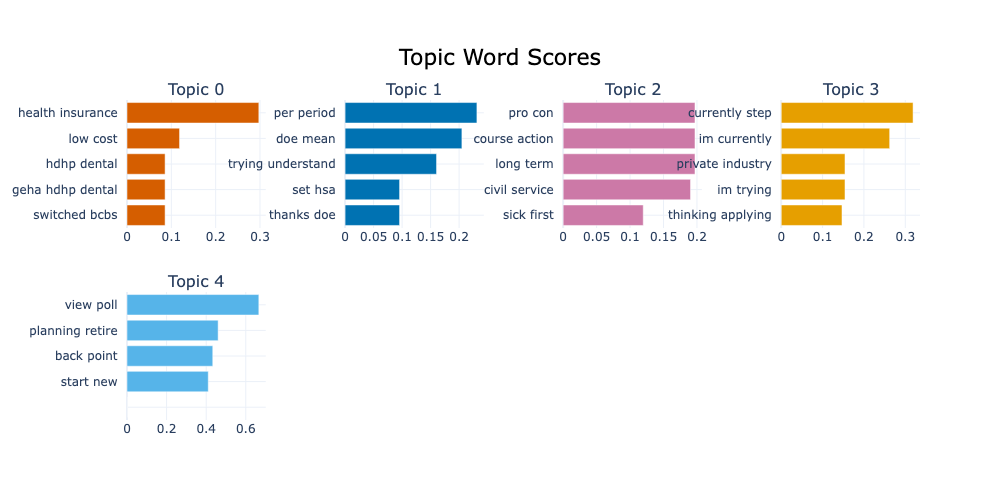 Topic Word Scores
Topic 0
health insurance
low cost
hdhp dental
geha hdhp dental
switched bcbs
0 0.1 0.2 0.3
Topic 1
per period
doe mean
trying understand
set hsa
thanks doe
0 0.05 0.1 0.15 0.2
Topic 2
pro con
course action
long term
civil service
sick first
0 0.05 0.1 0.15 0.2
Topic 3
currently step
im currently
private industry
im trying
thinking applying
0 0.1 0.2 0.3
Topic 4
view poll
planning retire
back point
start new
0 0.2 0.4 0.6